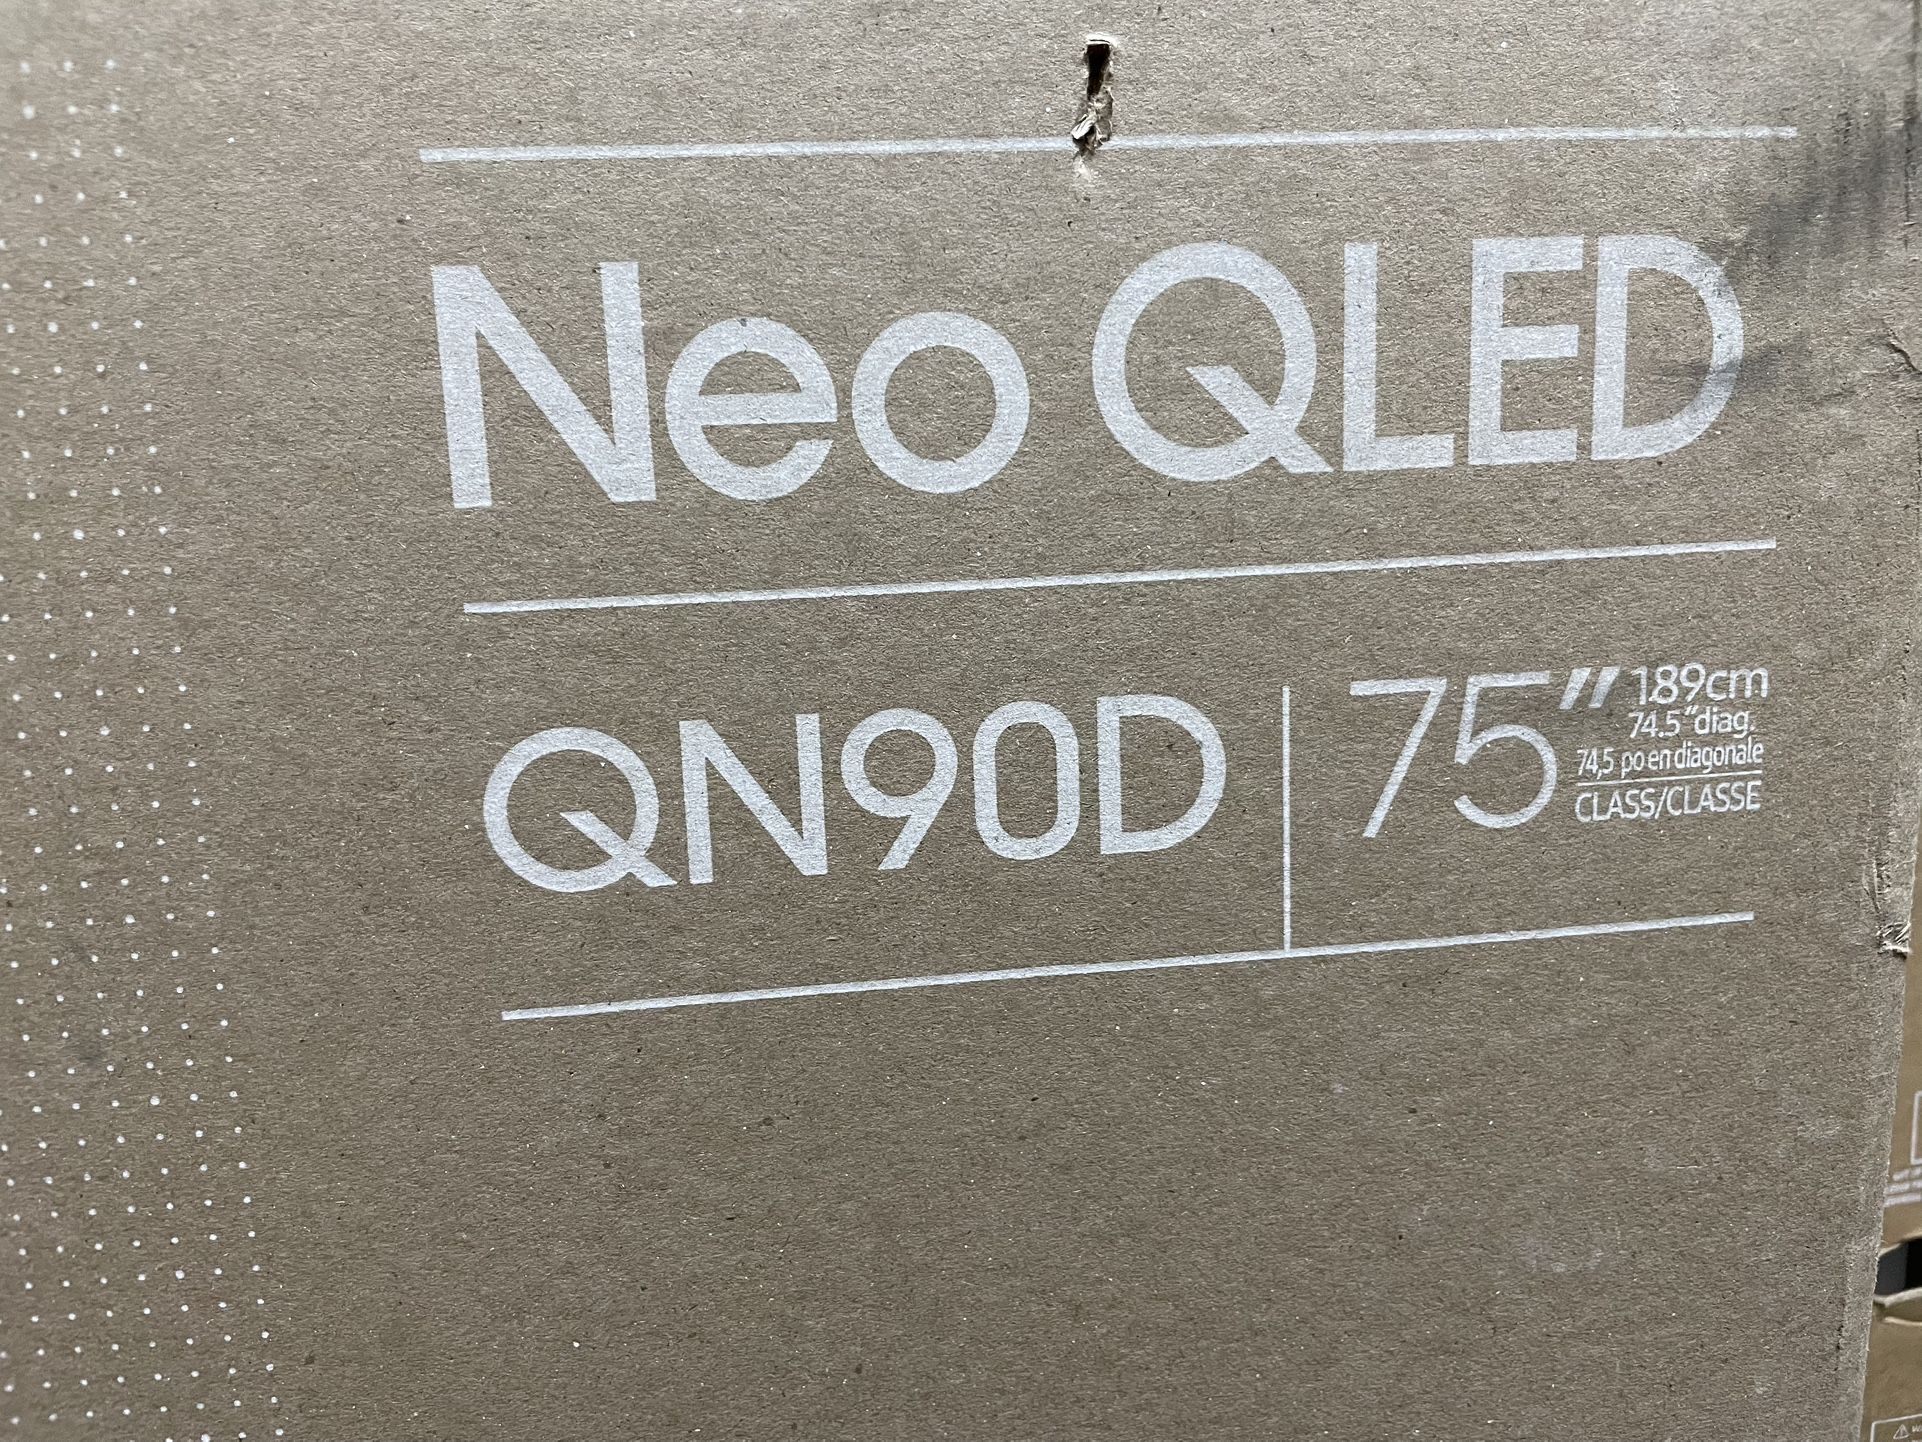 Neo QLED
QN90D
75" 189cm
74.5"diag.
74,5 po en diagonale
CLASS/CLASSE